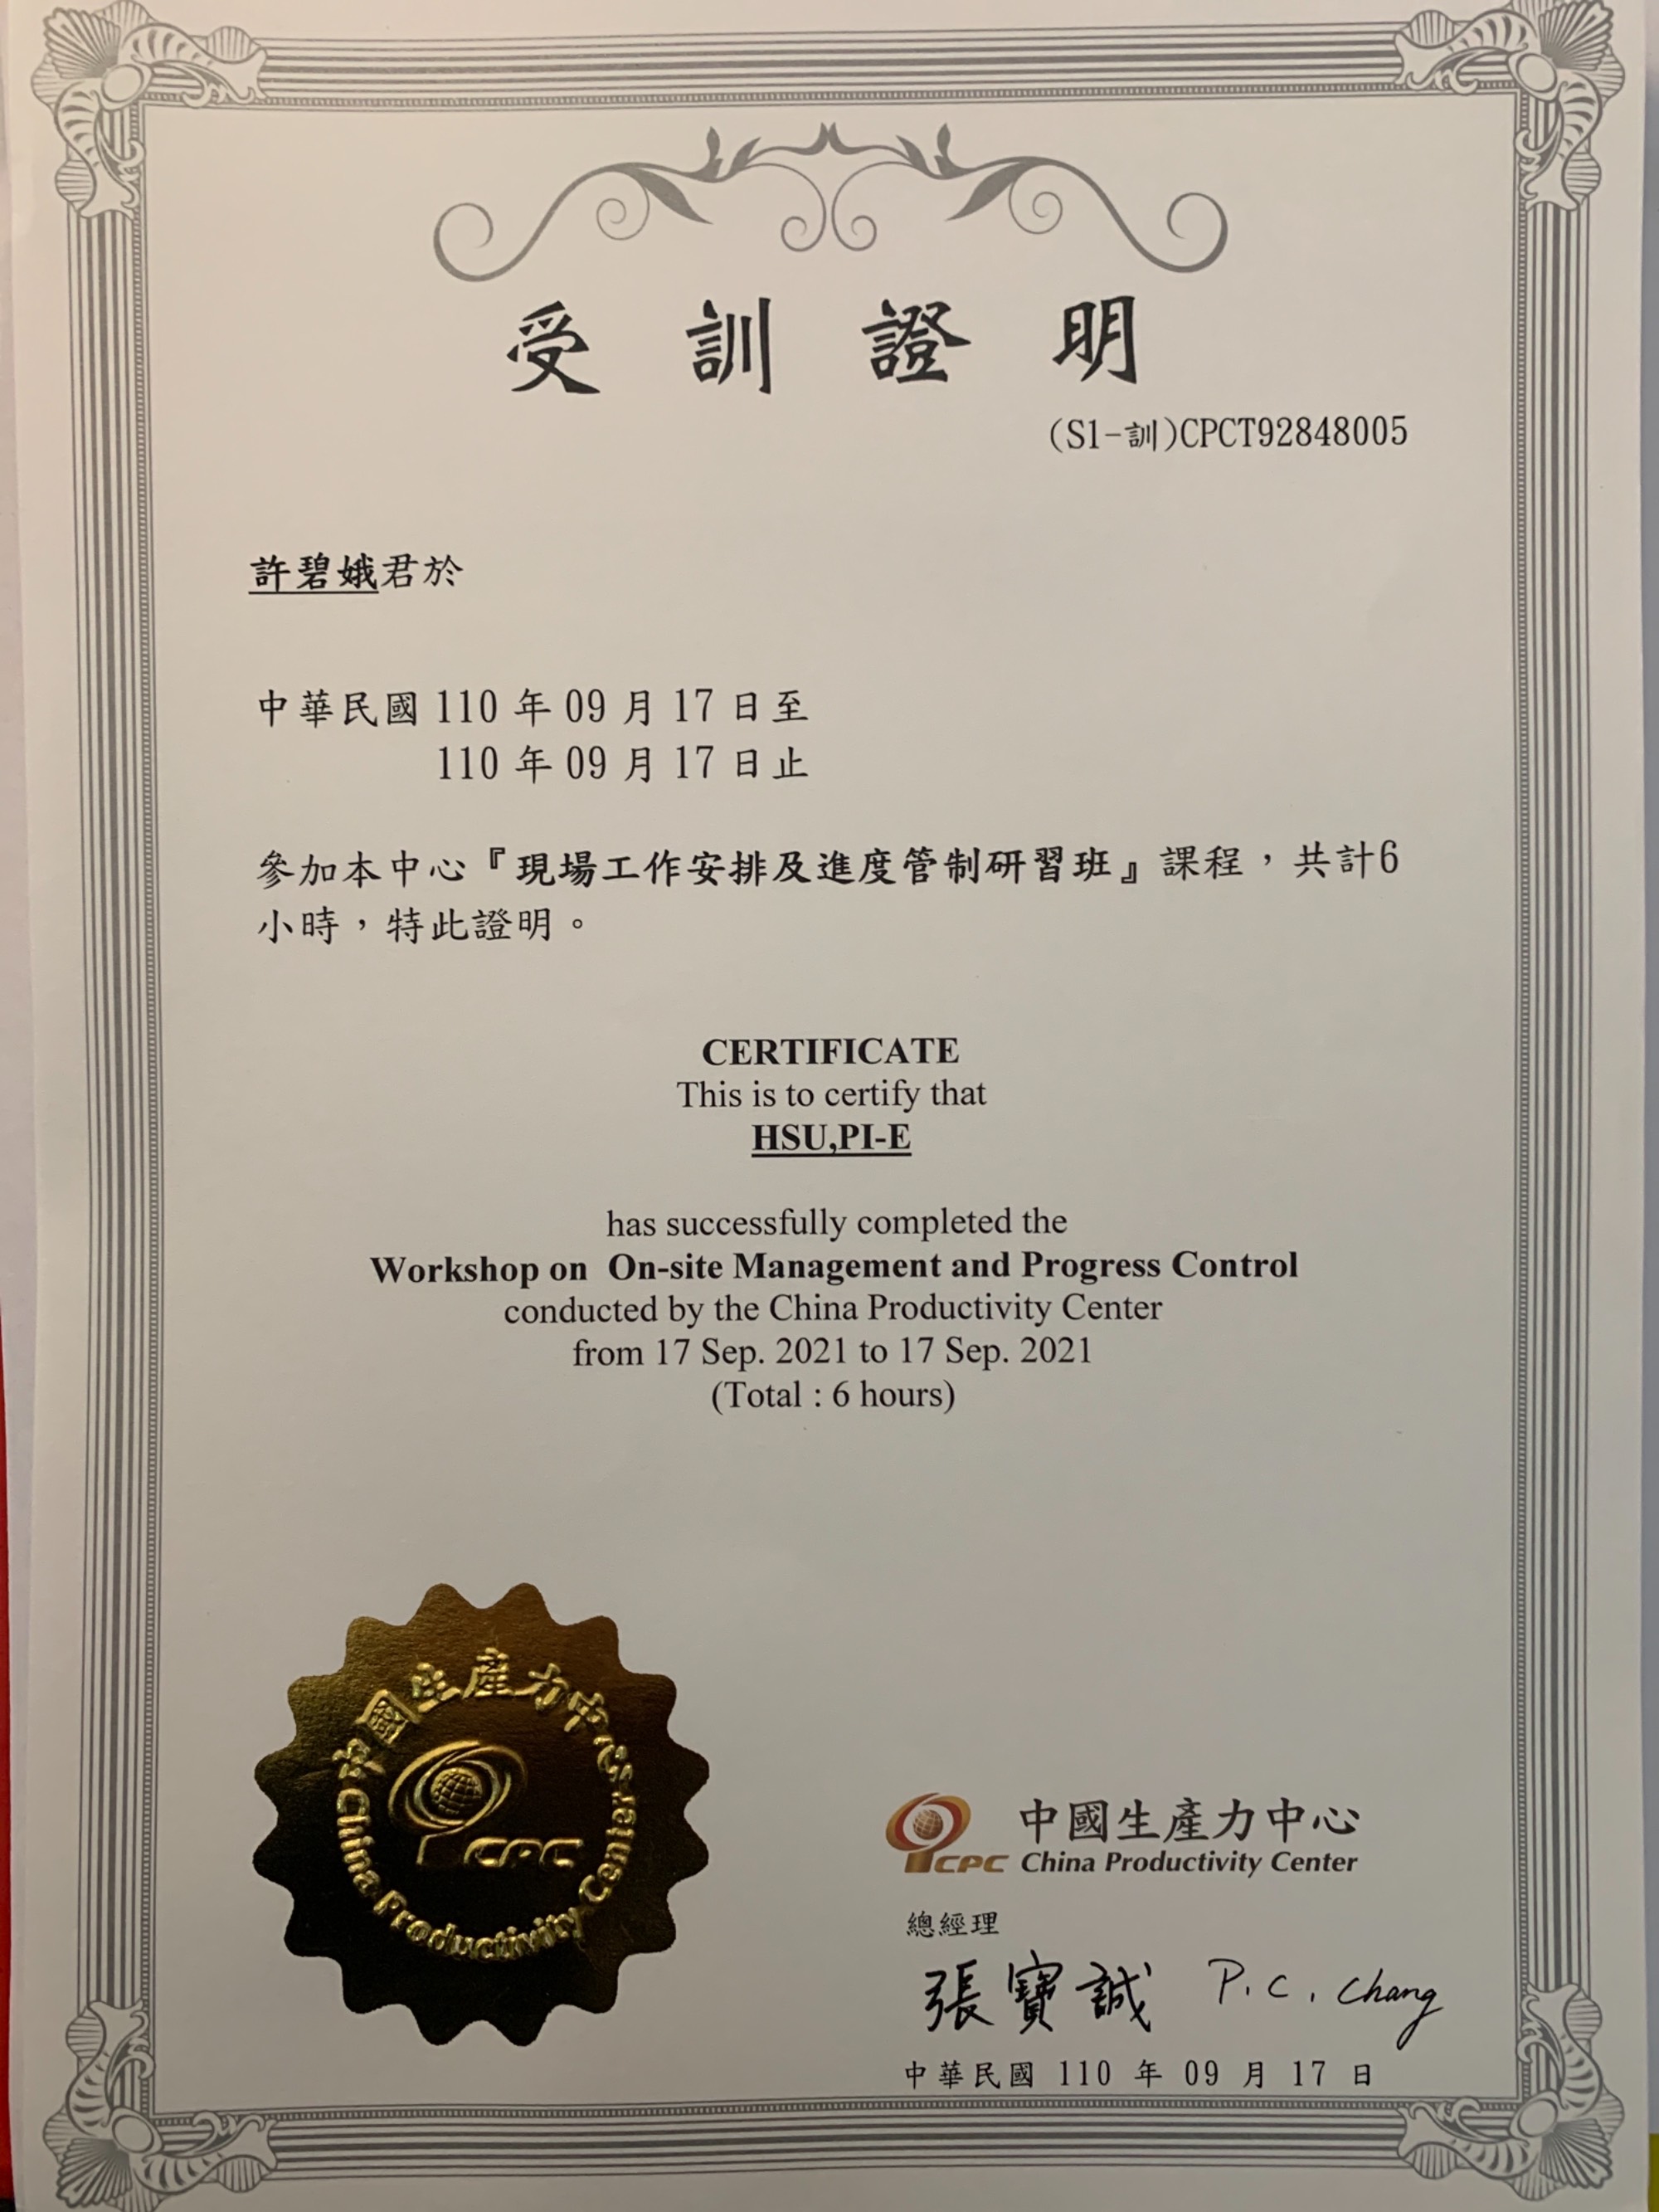 受訓證明
(S1-訓)CPCT92848005
許碧娥君於
中華民國 110 年 09 月 17 日至
110 年 09 月 17 日止
參加本中心『現場工作安排及進度管制研習班』課程，共計6
小時，特此證明。
CERTIFICATE
This is to certify that
HSU,PI-E
has successfully completed the
Workshop on On-site Management and Progress Control
conducted by the China Productivity Center
from 17 Sep. 2021 to 17 Sep. 2021
(Total : 6 hours)
中國生產力中心
China Productivity Center
CPC
中國生產力中心
CPC China Productivity Center
總經理
張寶誠 P.C. Chang
中華民國 110 年 09 月 17 日